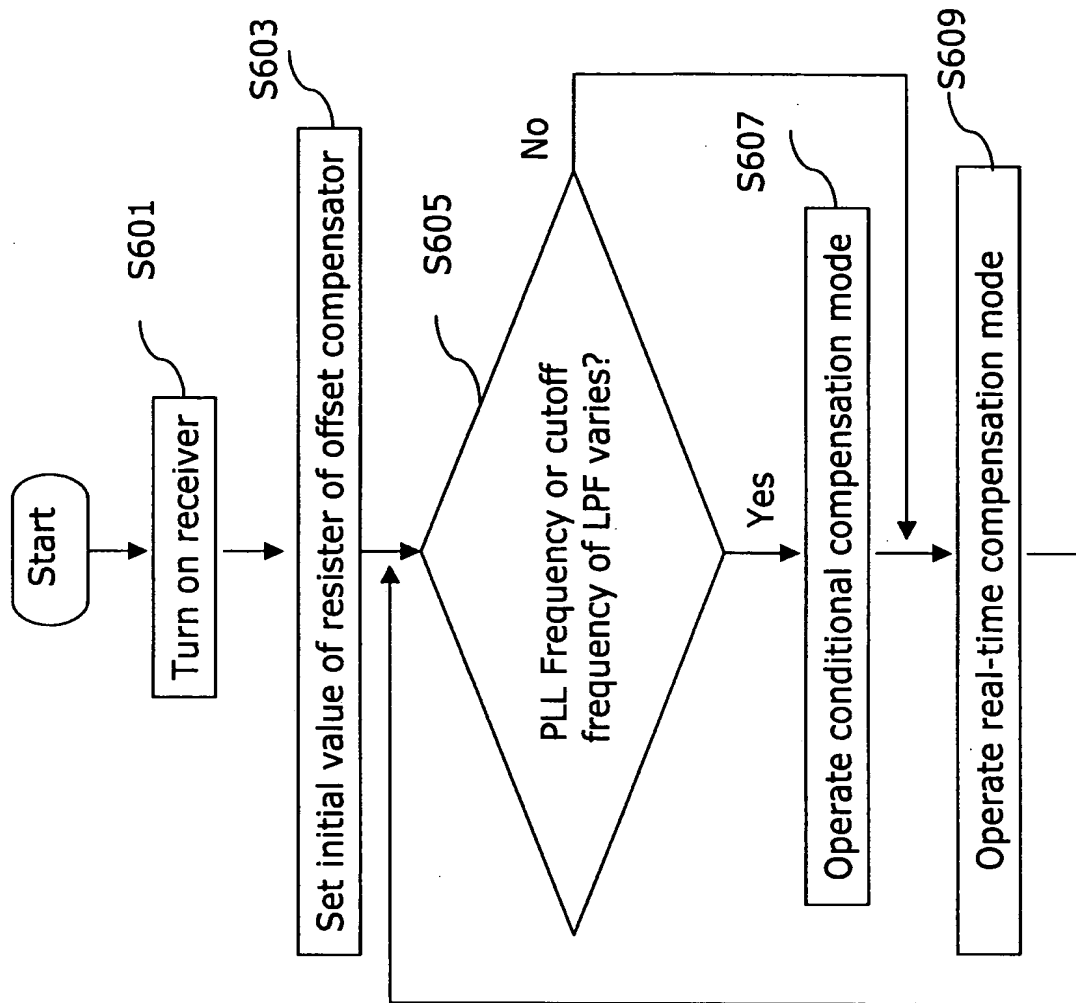 Start
Turn on receiver
S601
Set initial value of resister of offset compensator
S603
PLL Frequency or cutoff
frequency of LPF varies?
S605
No
Yes
Operate conditional compensation mode
S607
Operate real-time compensation mode
S609